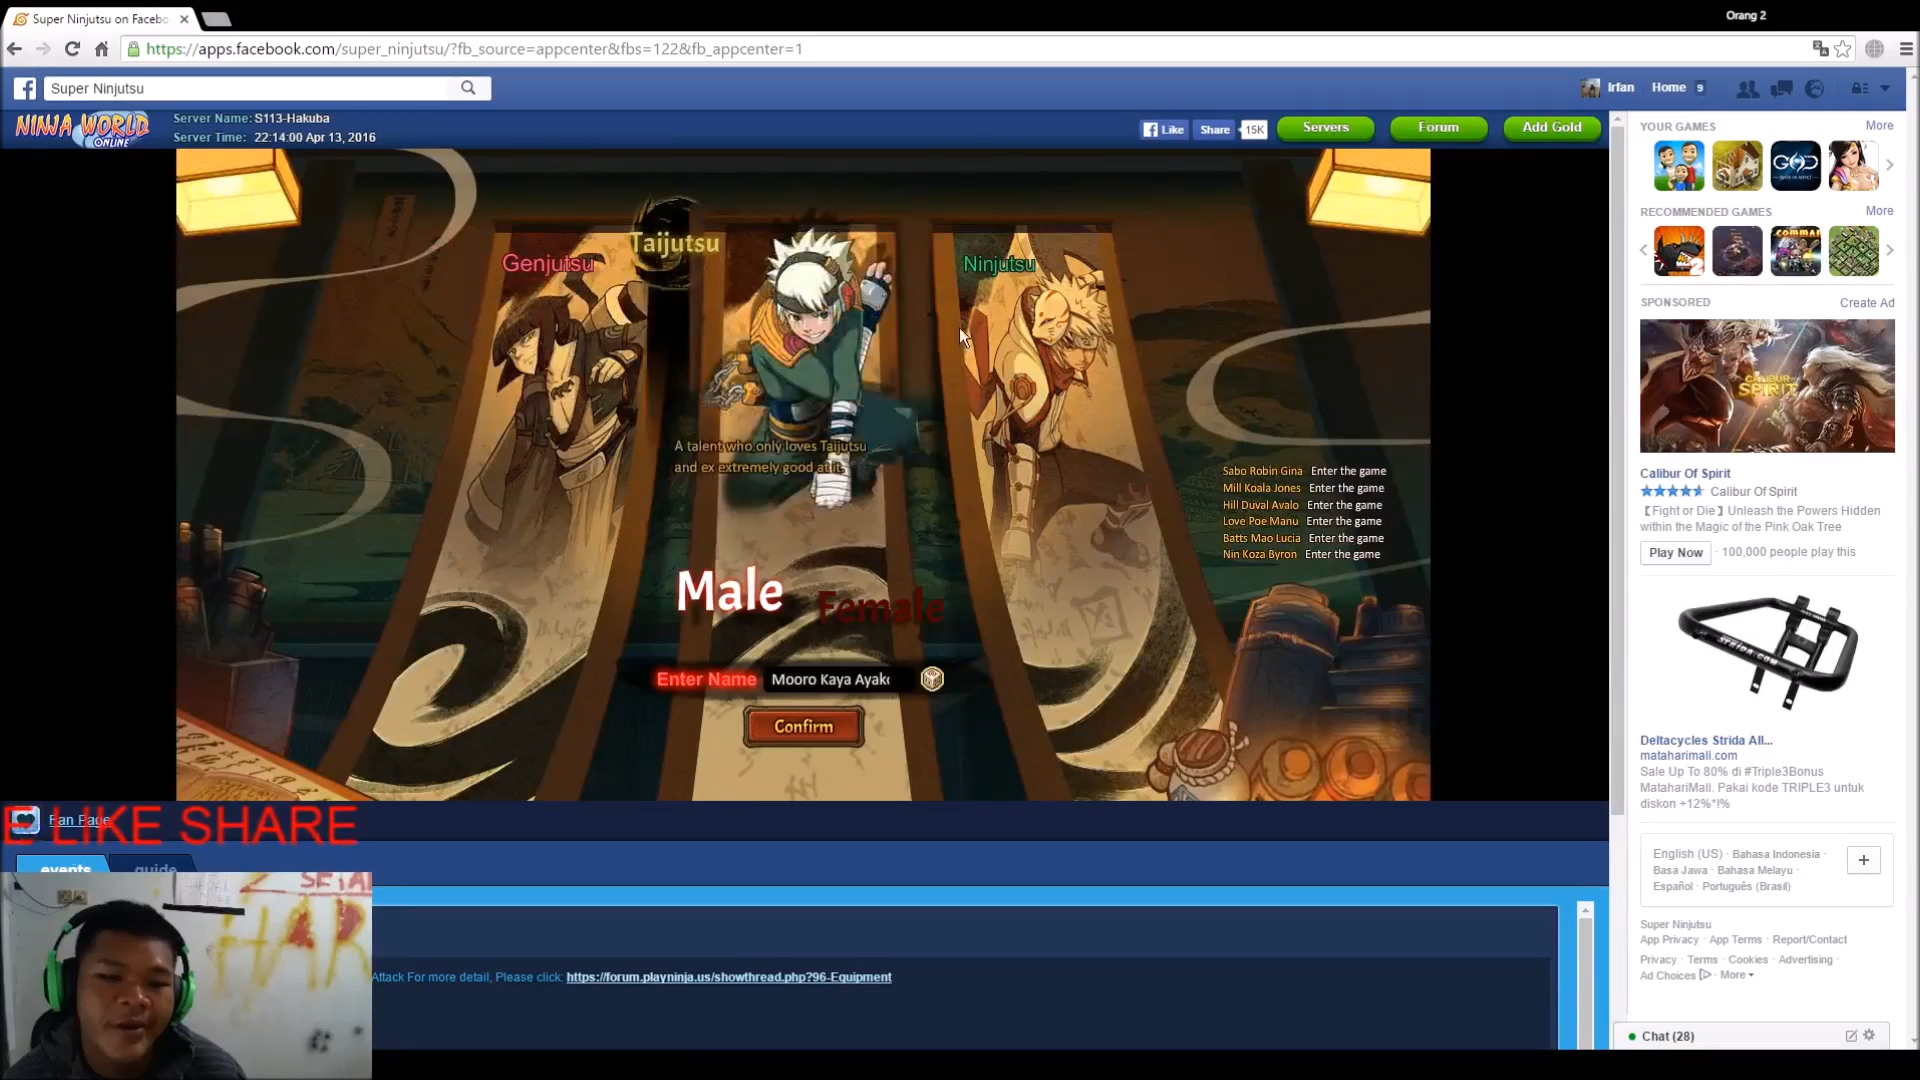 Super Ninjutsu on Facebo
Orang 2
https://apps.facebook.com/super_ninjutsu/?fb_source=appcenter&fbs=122&fb_appcenter=1
Super Ninjutsu
Irfan
Home 9
NINJA WORLD
ONLINE
Server Name: S113-Hakuba
Server Time: 22:14:00 Apr 13, 2016
Like
Share
15K
Servers
Forum
Add Gold
YOUR GAMES
More
RECOMMENDED GAMES
More
SPONSORED
Create Ad
Genjutsu
Taijutsu
Ninjutsu
A talent who only loves Taijutsu
and ex extremely good at it.
Sabo Robin Gina Enter the game
Mill Koala Jones Enter the game
Hill Duval Avalo Enter the game
Love Poe Manu Enter the game
Batts Mao Lucia Enter the game
Nin Koza Byron Enter the game
Male
Female
Enter Name Mooro Kaya Ayako
Confirm
CALIBUR
SPIRIT
Calibur Of Spirit
Calibur Of Spirit
【Fight or Die】Unleash the Powers Hidden
within the Magic of the Pink Oak Tree
Play Now · 100,000 people play this
STRIDA.COM
Deltacycles Strida All...
mataharimall.com
Sale Up To 80% di #Triple3Bonus
MatahariMall. Pakai kode TRIPLE3 untuk
diskon +12%*!%
Fan Page
E LIKE SHARE
events
guide
Attack For more detail, Please click: https://forum.playninja.us/showthread.php?96-Equipment
English (US) · Bahasa Indonesia ·
Basa Jawa · Bahasa Melayu ·
Español · Português (Brasil)
Super Ninjutsu
App Privacy · App Terms · Report/Contact
Privacy · Terms · Cookies · Advertising ·
Ad Choices · More
Chat (28)